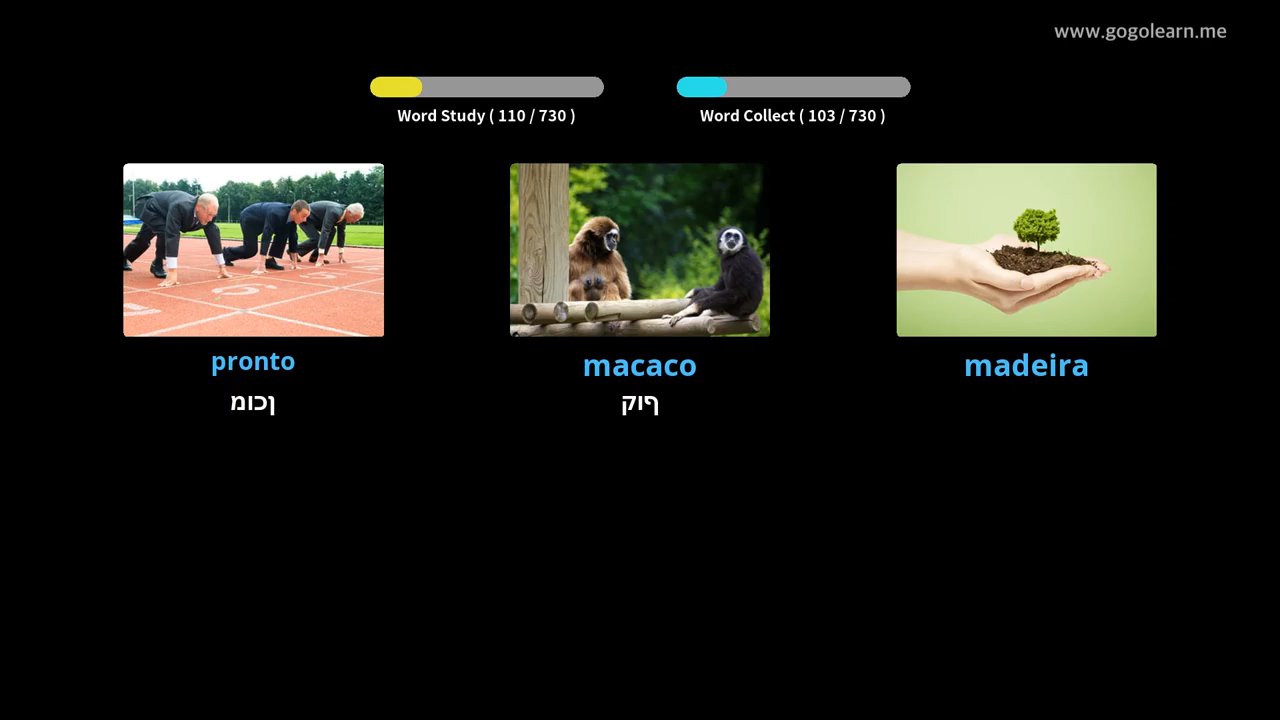 www.gogolearn.me
Word Study ( 110 / 730 )
Word Collect ( 103 / 730 )
pronto
macaco
madeira
ןכומ
ףוק